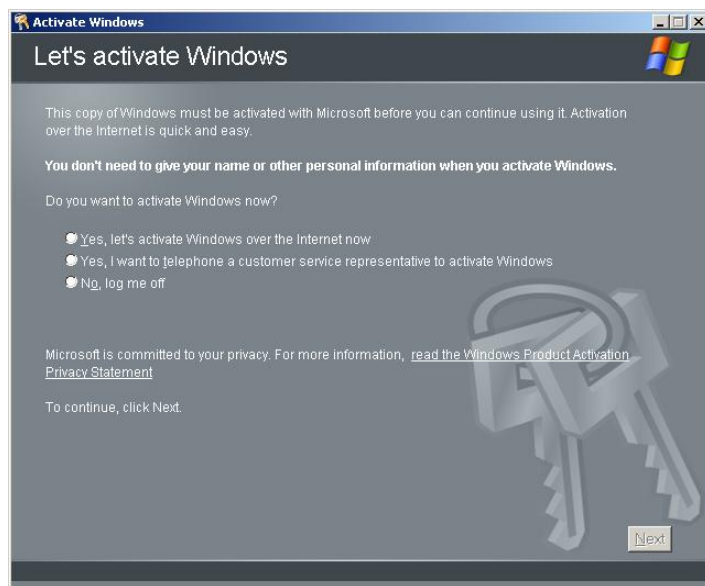 Activate Windows
Let's activate Windows
This copy of Windows must be activated with Microsoft before you can continue using it. Activation
over the Internet is quick and easy.
You don't need to give your name or other personal information when you activate Windows.
Do you want to activate Windows now?
Yes, let's activate Windows over the Internet now
Yes, I want to telephone a customer service representative to activate Windows
No, log me off
Microsoft is committed to your privacy. For more information, read the Windows Product Activation
Privacy Statement
To continue, click Next.
Next